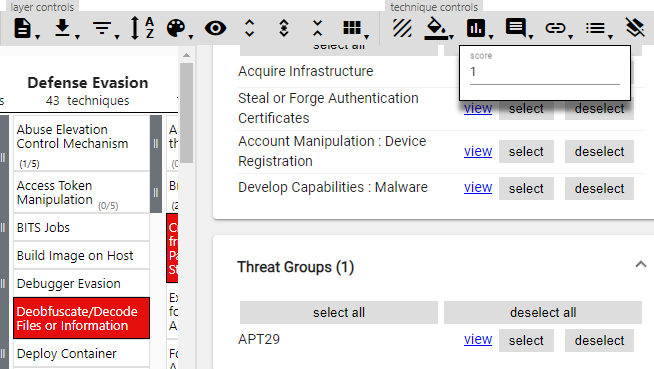 layer controls
technique controls
A
Z
score
1
select all
Acquire Infrastructure
Steal or Forge Authentication
Certificates
view
select
deselect
Account Manipulation : Device
Registration
view
select
deselect
Develop Capabilities : Malware
view
select
deselect
Threat Groups (1)
select all
deselect all
APT29
view
select
deselect
Defense Evasion
43 techniques
Abuse Elevation
Control Mechanism
(1/5)
Access Token
Manipulation
(0/5)
BITS Jobs
Build Image on Host
Debugger Evasion
Deobfuscate/Decode
Files or Information
Deploy Container